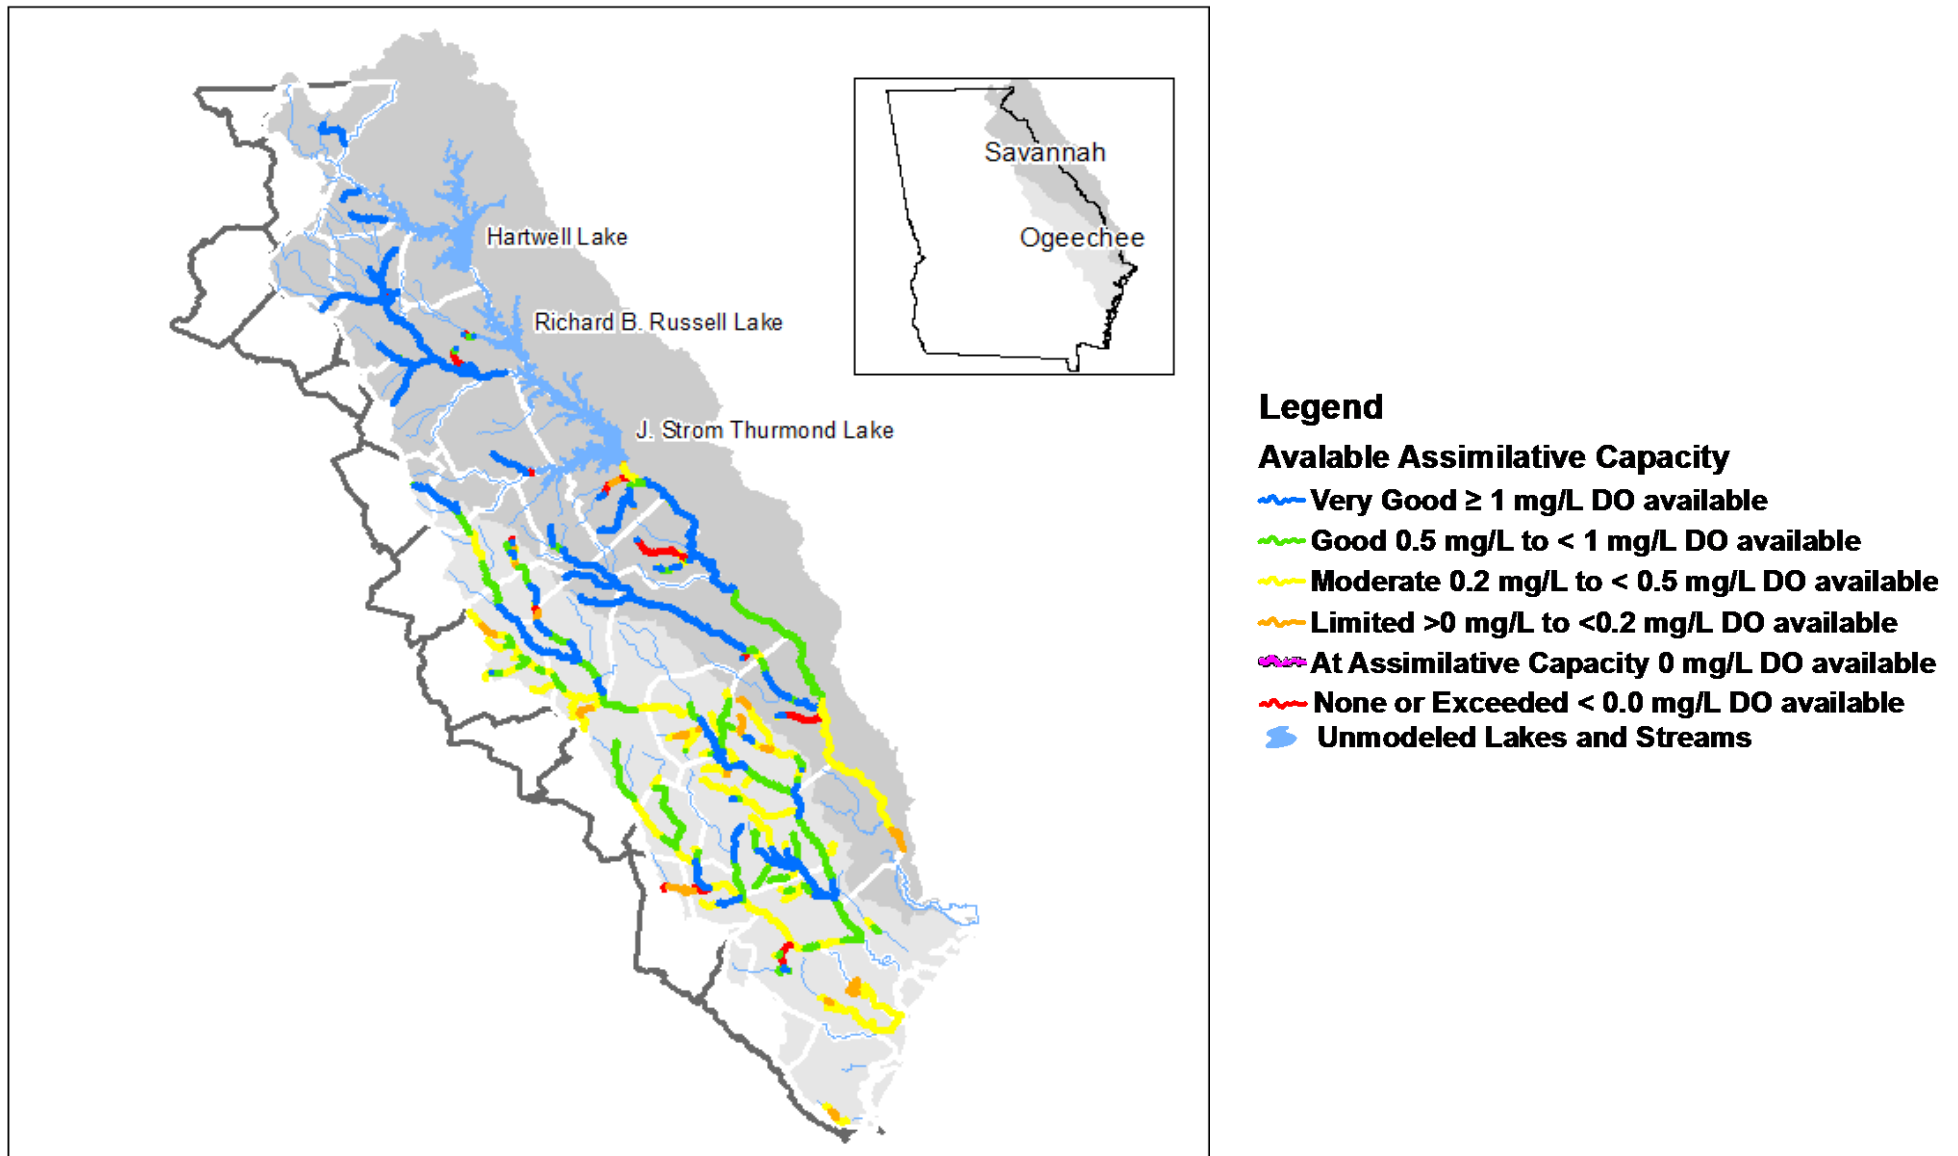 Savannah
Ogeechee
Hartwell Lake
Richard B. Russell Lake
J. Strom Thurmond Lake
Legend
Avalable Assimilative Capacity
Very Good ≥ 1 mg/L DO available
Good 0.5 mg/L to < 1 mg/L DO available
Moderate 0.2 mg/L to < 0.5 mg/L DO available
Limited >0 mg/L to <0.2 mg/L DO available
At Assimilative Capacity 0 mg/L DO available
None or Exceeded < 0.0 mg/L DO available
Unmodeled Lakes and Streams